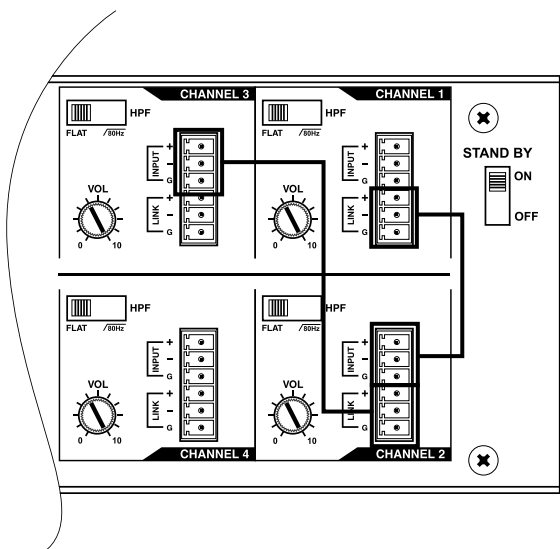 CHANNEL 3
HPF
FLAT /80Hz
INPUT
+
−
G
VOL
0 10
LINK
+
−
G
CHANNEL 1
HPF
FLAT /80Hz
INPUT
+
−
G
VOL
0 10
LINK
+
−
G
STAND BY
ON
OFF
HPF
FLAT /80Hz
INPUT
+
−
G
VOL
0 10
LINK
+
−
G
CHANNEL 4
HPF
FLAT /80Hz
INPUT
+
−
G
VOL
0 10
LINK
+
−
G
CHANNEL 2